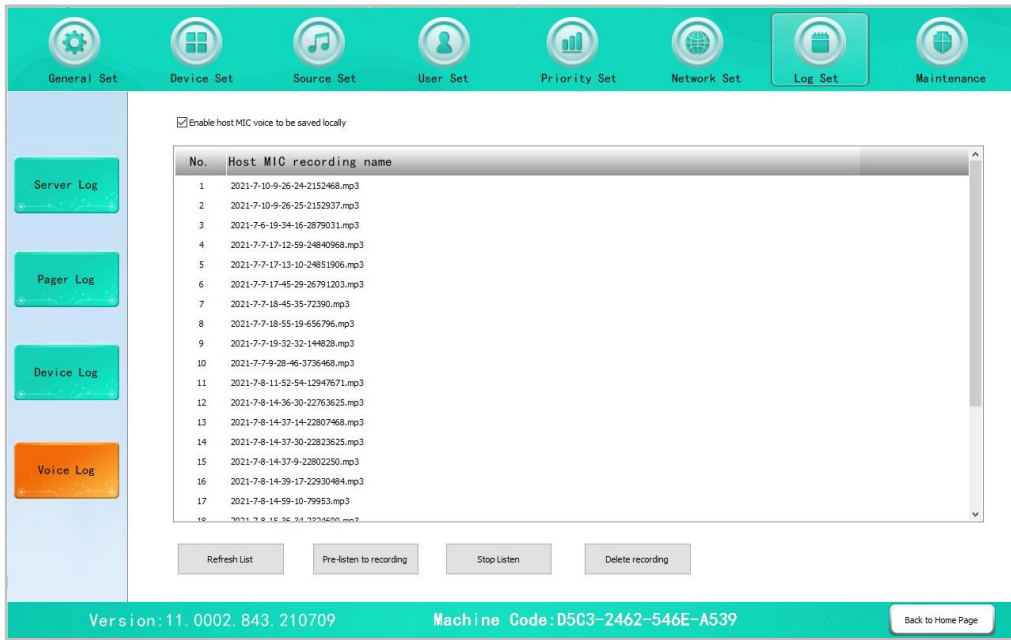 General Set Device Set Source Set User Set Priority Set Network Set Log Set Maintenance
Enable host MIC voice to be saved locally
No. Host MIC recording name
1 2021-7-10-9-26-24-2152468.mp3
2 2021-7-10-9-26-25-2152937.mp3
3 2021-7-6-19-34-16-2879031.mp3
4 2021-7-7-17-12-59-24840968.mp3
5 2021-7-7-17-13-10-24851906.mp3
6 2021-7-7-17-45-29-26791203.mp3
7 2021-7-7-18-45-35-72390.mp3
8 2021-7-7-18-55-19-656796.mp3
9 2021-7-7-19-32-32-144828.mp3
10 2021-7-7-9-28-46-3736468.mp3
11 2021-7-8-11-52-54-12947671.mp3
12 2021-7-8-14-36-30-22763625.mp3
13 2021-7-8-14-37-14-22807468.mp3
14 2021-7-8-14-37-30-22823625.mp3
15 2021-7-8-14-37-9-22802250.mp3
16 2021-7-8-14-39-17-22930484.mp3
17 2021-7-8-14-59-10-79953.mp3
18
Server Log
Pager Log
Device Log
Voice Log
Refresh List Pre-listen to recording Stop Listen Delete recording
Version:11.0002.843.210709 Machine Code:D5C3-2462-546E-A539 Back to Home Page